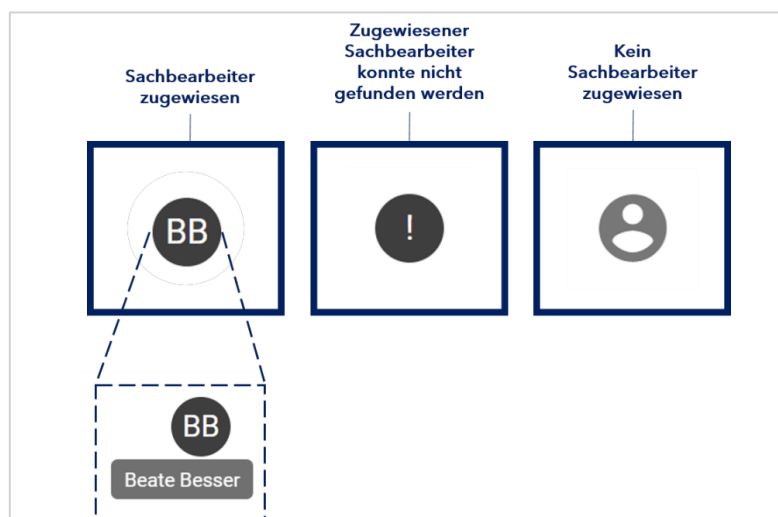 Sachbearbeiter
zugewiesen
Zugewiesener
Sachbearbeiter
konnte nicht
gefunden werden
Kein
Sachbearbeiter
zugewiesen
BB
!
BB
Beate Besser